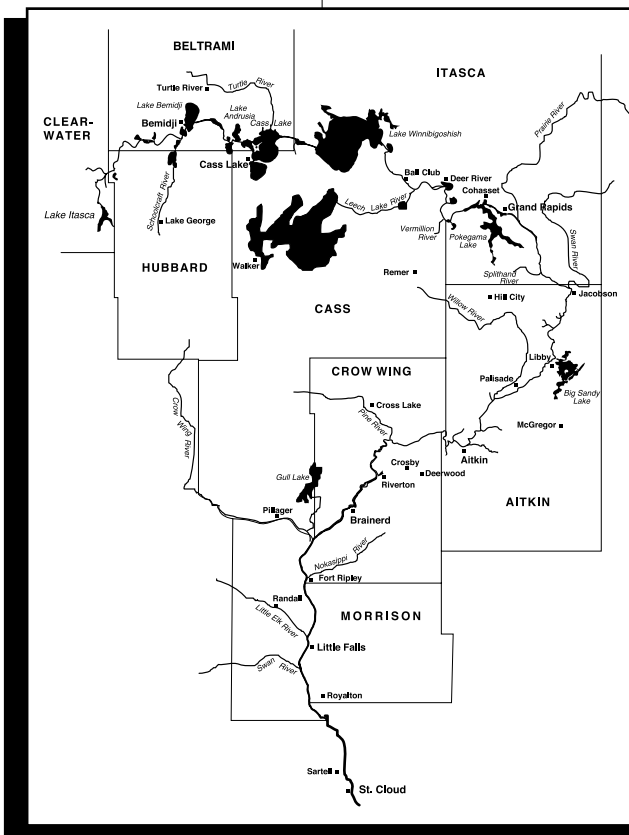 BELTRAMI
ITASCA
Turtle River
Turtle River
Lake Bemidji
Lake
Andrusia
Cass Lake
Prairie River
CLEAR-
WATER
Bemidji
Lake Winnibigoshish
Cass Lake
Ball Club
Deer River
Cohasset
Schoolcraft River
Leech Lake River
Grand Rapids
Lake Itasca
Lake George
Vermillion
River
Pokegama
Lake
Swan River
HUBBARD
Walker
Remer
Splithand
River
CASS
Willow River
Hill City
Jacobson
Libby
CROW WING
Palisade
Big Sandy
Lake
Crow Wing River
Cross Lake
Pine River
McGregor
Gull Lake
Crosby
Deerwood
Aitkin
Riverton
AITKIN
Pillager
Brainerd
Nokasippi River
Fort Ripley
Randall
Little Elk River
MORRISON
Little Falls
Swan River
Royalton
Sartell
St. Cloud